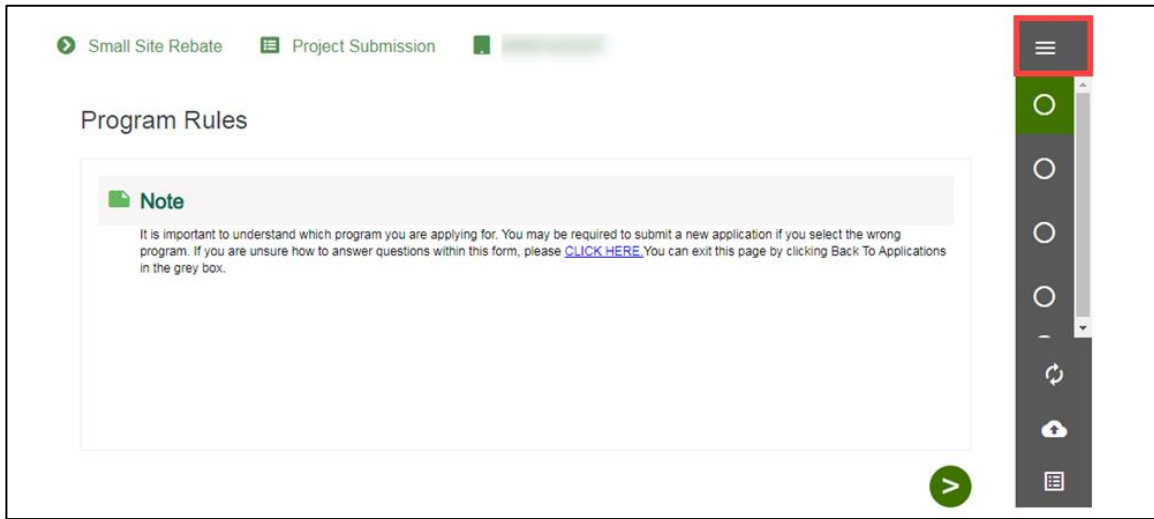 Small Site Rebate Project Submission
Program Rules
Note
It is important to understand which program you are applying for. You may be required to submit a new application if you select the wrong
program. If you are unsure how to answer questions within this form, please CLICK HERE.You can exit this page by clicking Back To Applications
in the grey box.
>